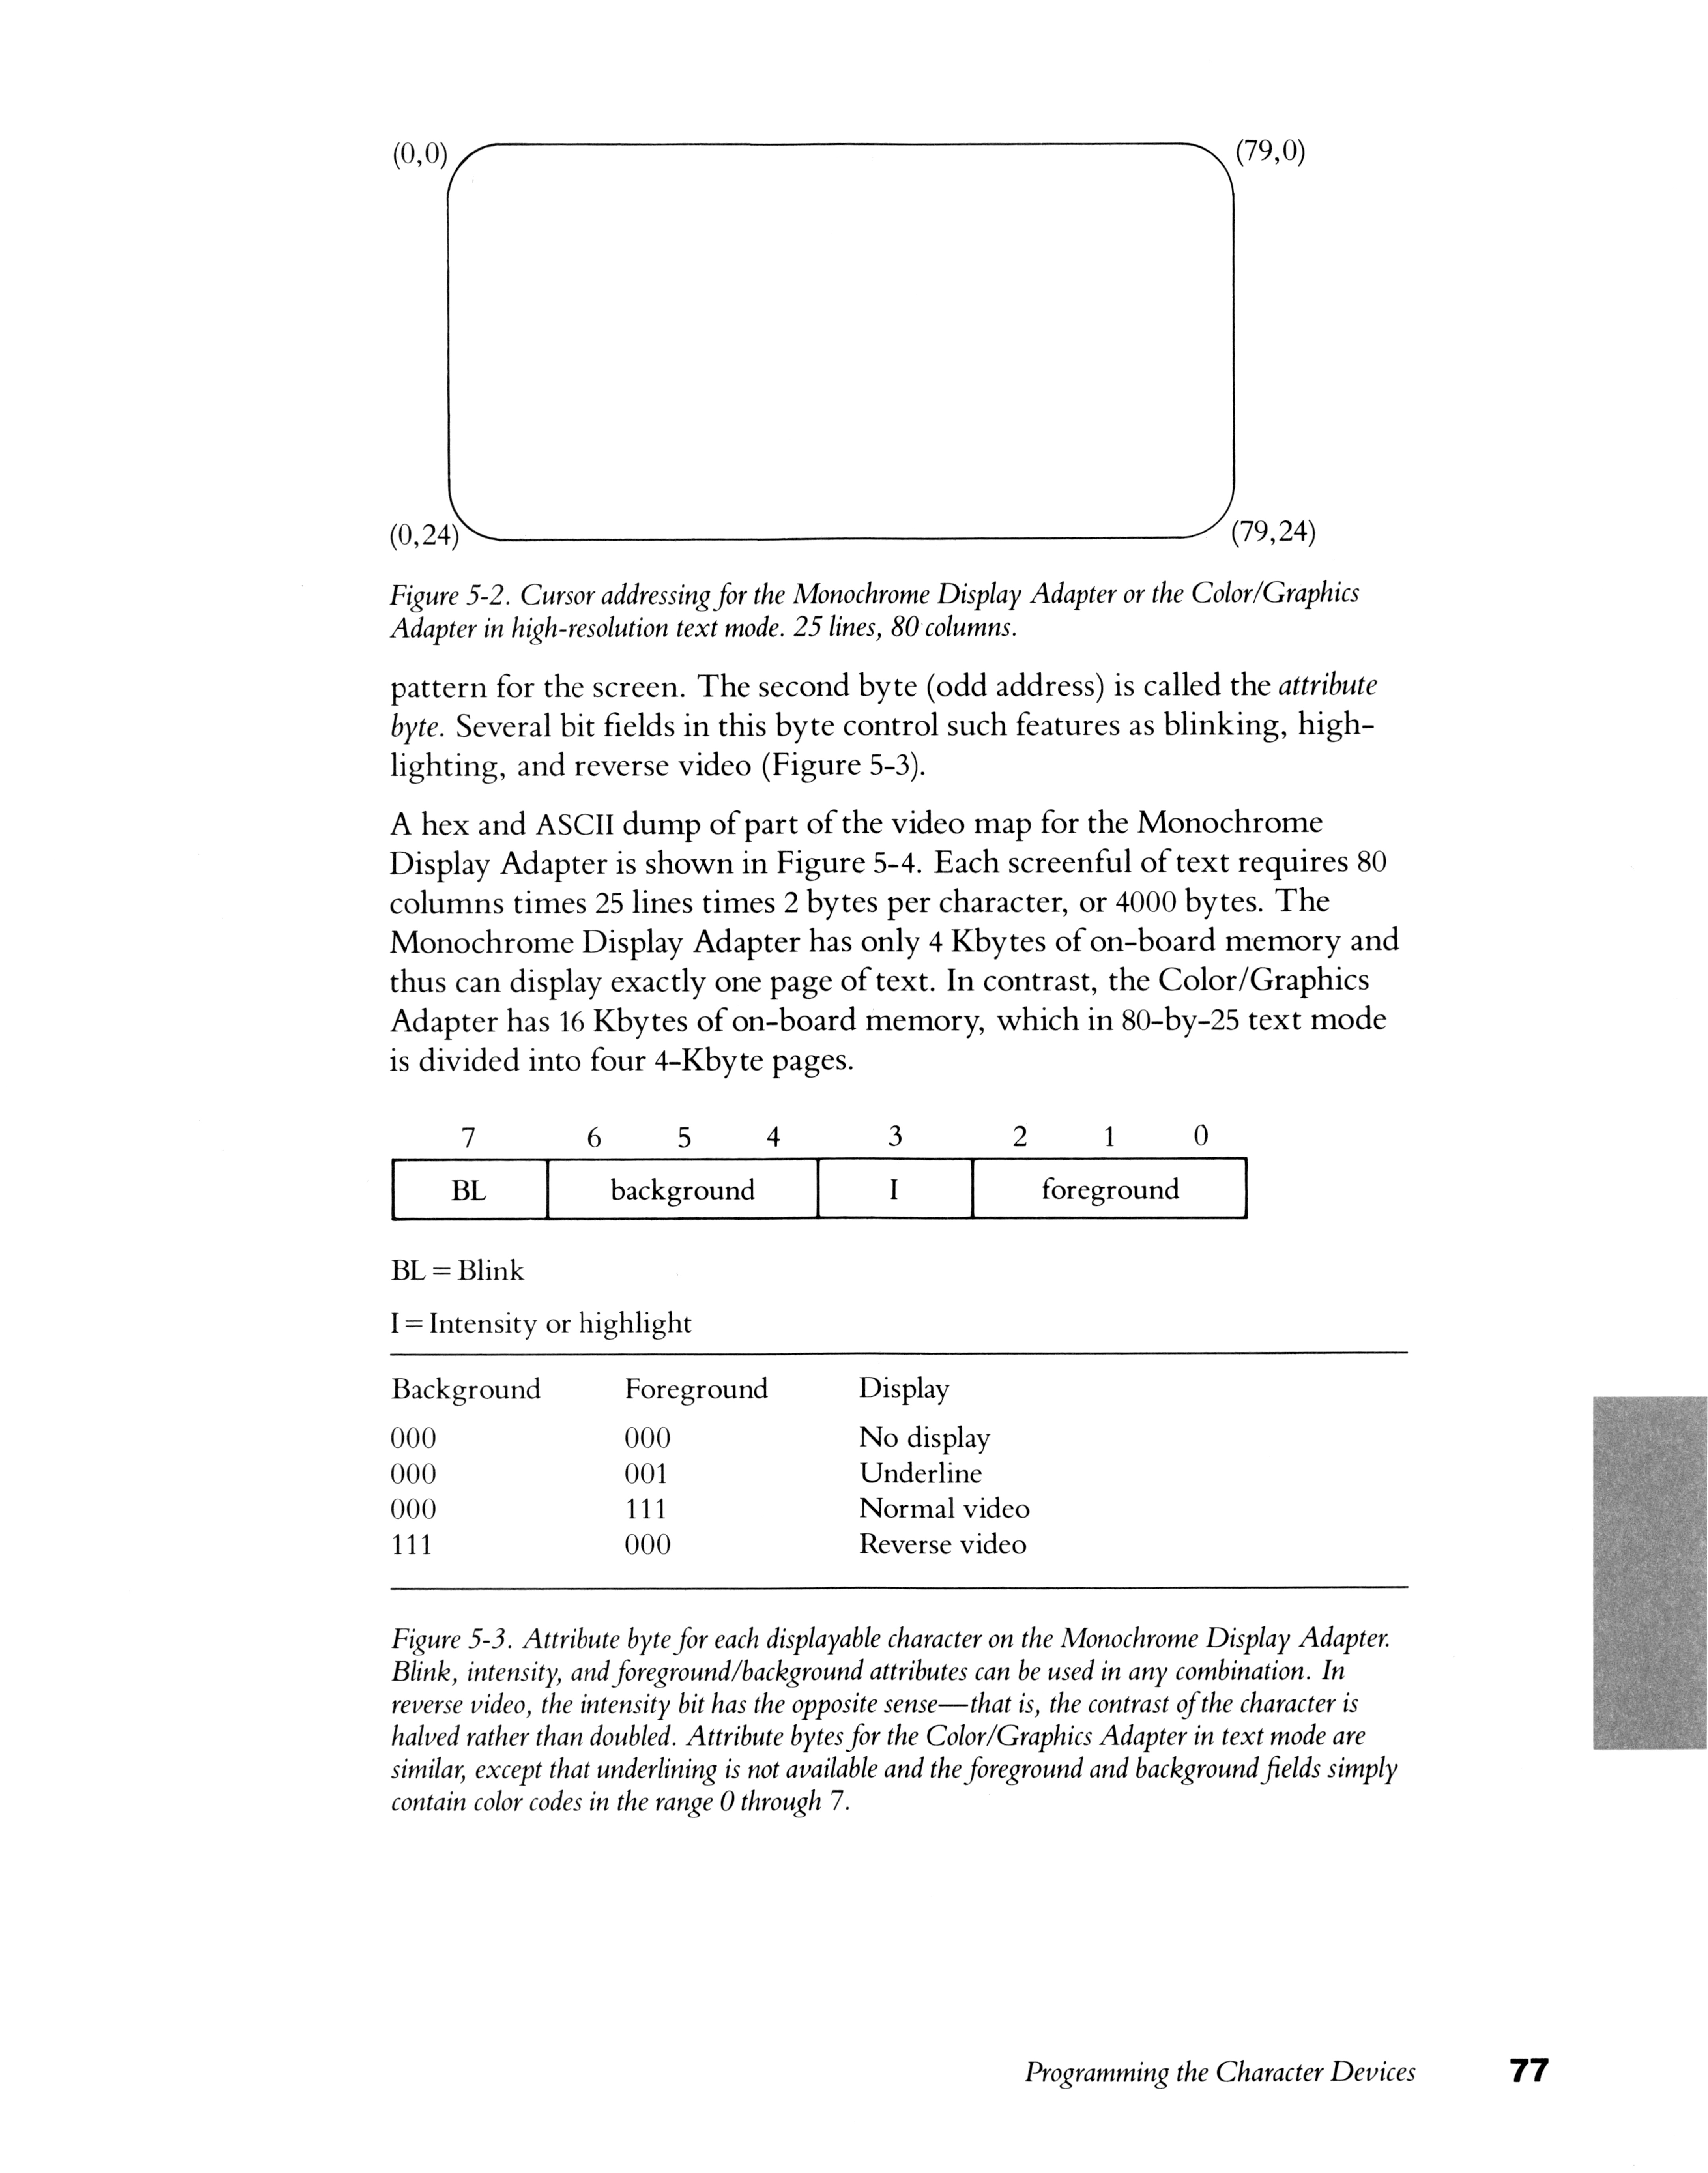 (0,0) (79,0)
(0,24) (79,24)
Figure 5-2. Cursor addressing for the Monochrome Display Adapter or the Color/Graphics
Adapter in high-resolution text mode. 25 lines, 80 columns.
pattern for the screen. The second byte (odd address) is called the attribute
byte. Several bit fields in this byte control such features as blinking, high-
lighting, and reverse video (Figure 5-3).
A hex and ASCII dump of part of the video map for the Monochrome
Display Adapter is shown in Figure 5-4. Each screenful of text requires 80
columns times 25 lines times 2 bytes per character, or 4000 bytes. The
Monochrome Display Adapter has only 4 Kbytes of on-board memory and
thus can display exactly one page of text. In contrast, the Color/Graphics
Adapter has 16 Kbytes of on-board memory, which in 80-by-25 text mode
is divided into four 4-Kbyte pages.
7 6 5 4 3 2 1 0
BL background I foreground
BL = Blink
I = Intensity or highlight
Background Foreground Display
000 000 No display
000 001 Underline
000 111 Normal video
111 000 Reverse video
Figure 5-3. Attribute byte for each displayable character on the Monochrome Display Adapter.
Blink, intensity, and foreground/background attributes can be used in any combination. In
reverse video, the intensity bit has the opposite sense—that is, the contrast of the character is
halved rather than doubled. Attribute bytes for the Color/Graphics Adapter in text mode are
similar, except that underlining is not available and the foreground and background fields simply
contain color codes in the range 0 through 7.
Programming the Character Devices 77